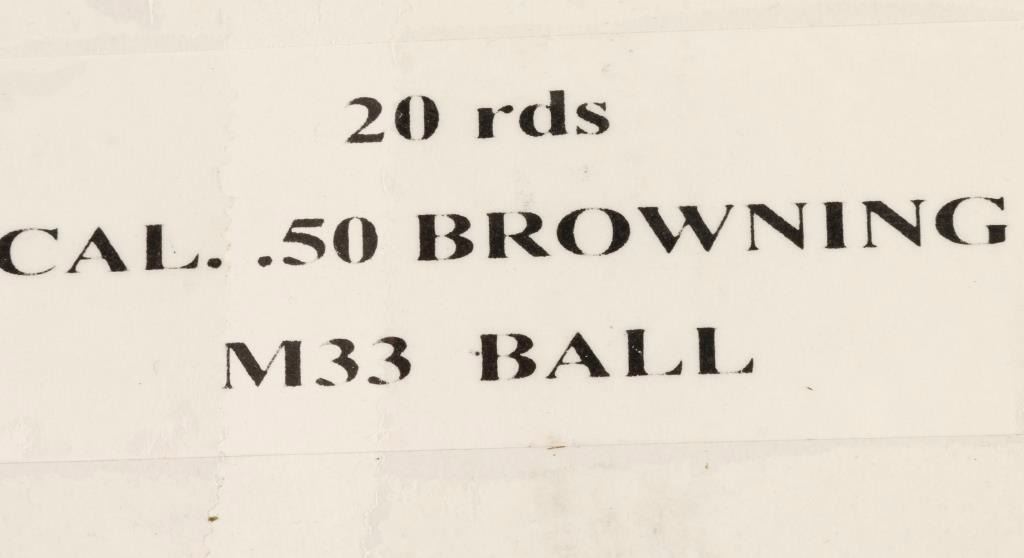 20 rds
CAL. .50 BROWNING
M33 BALL